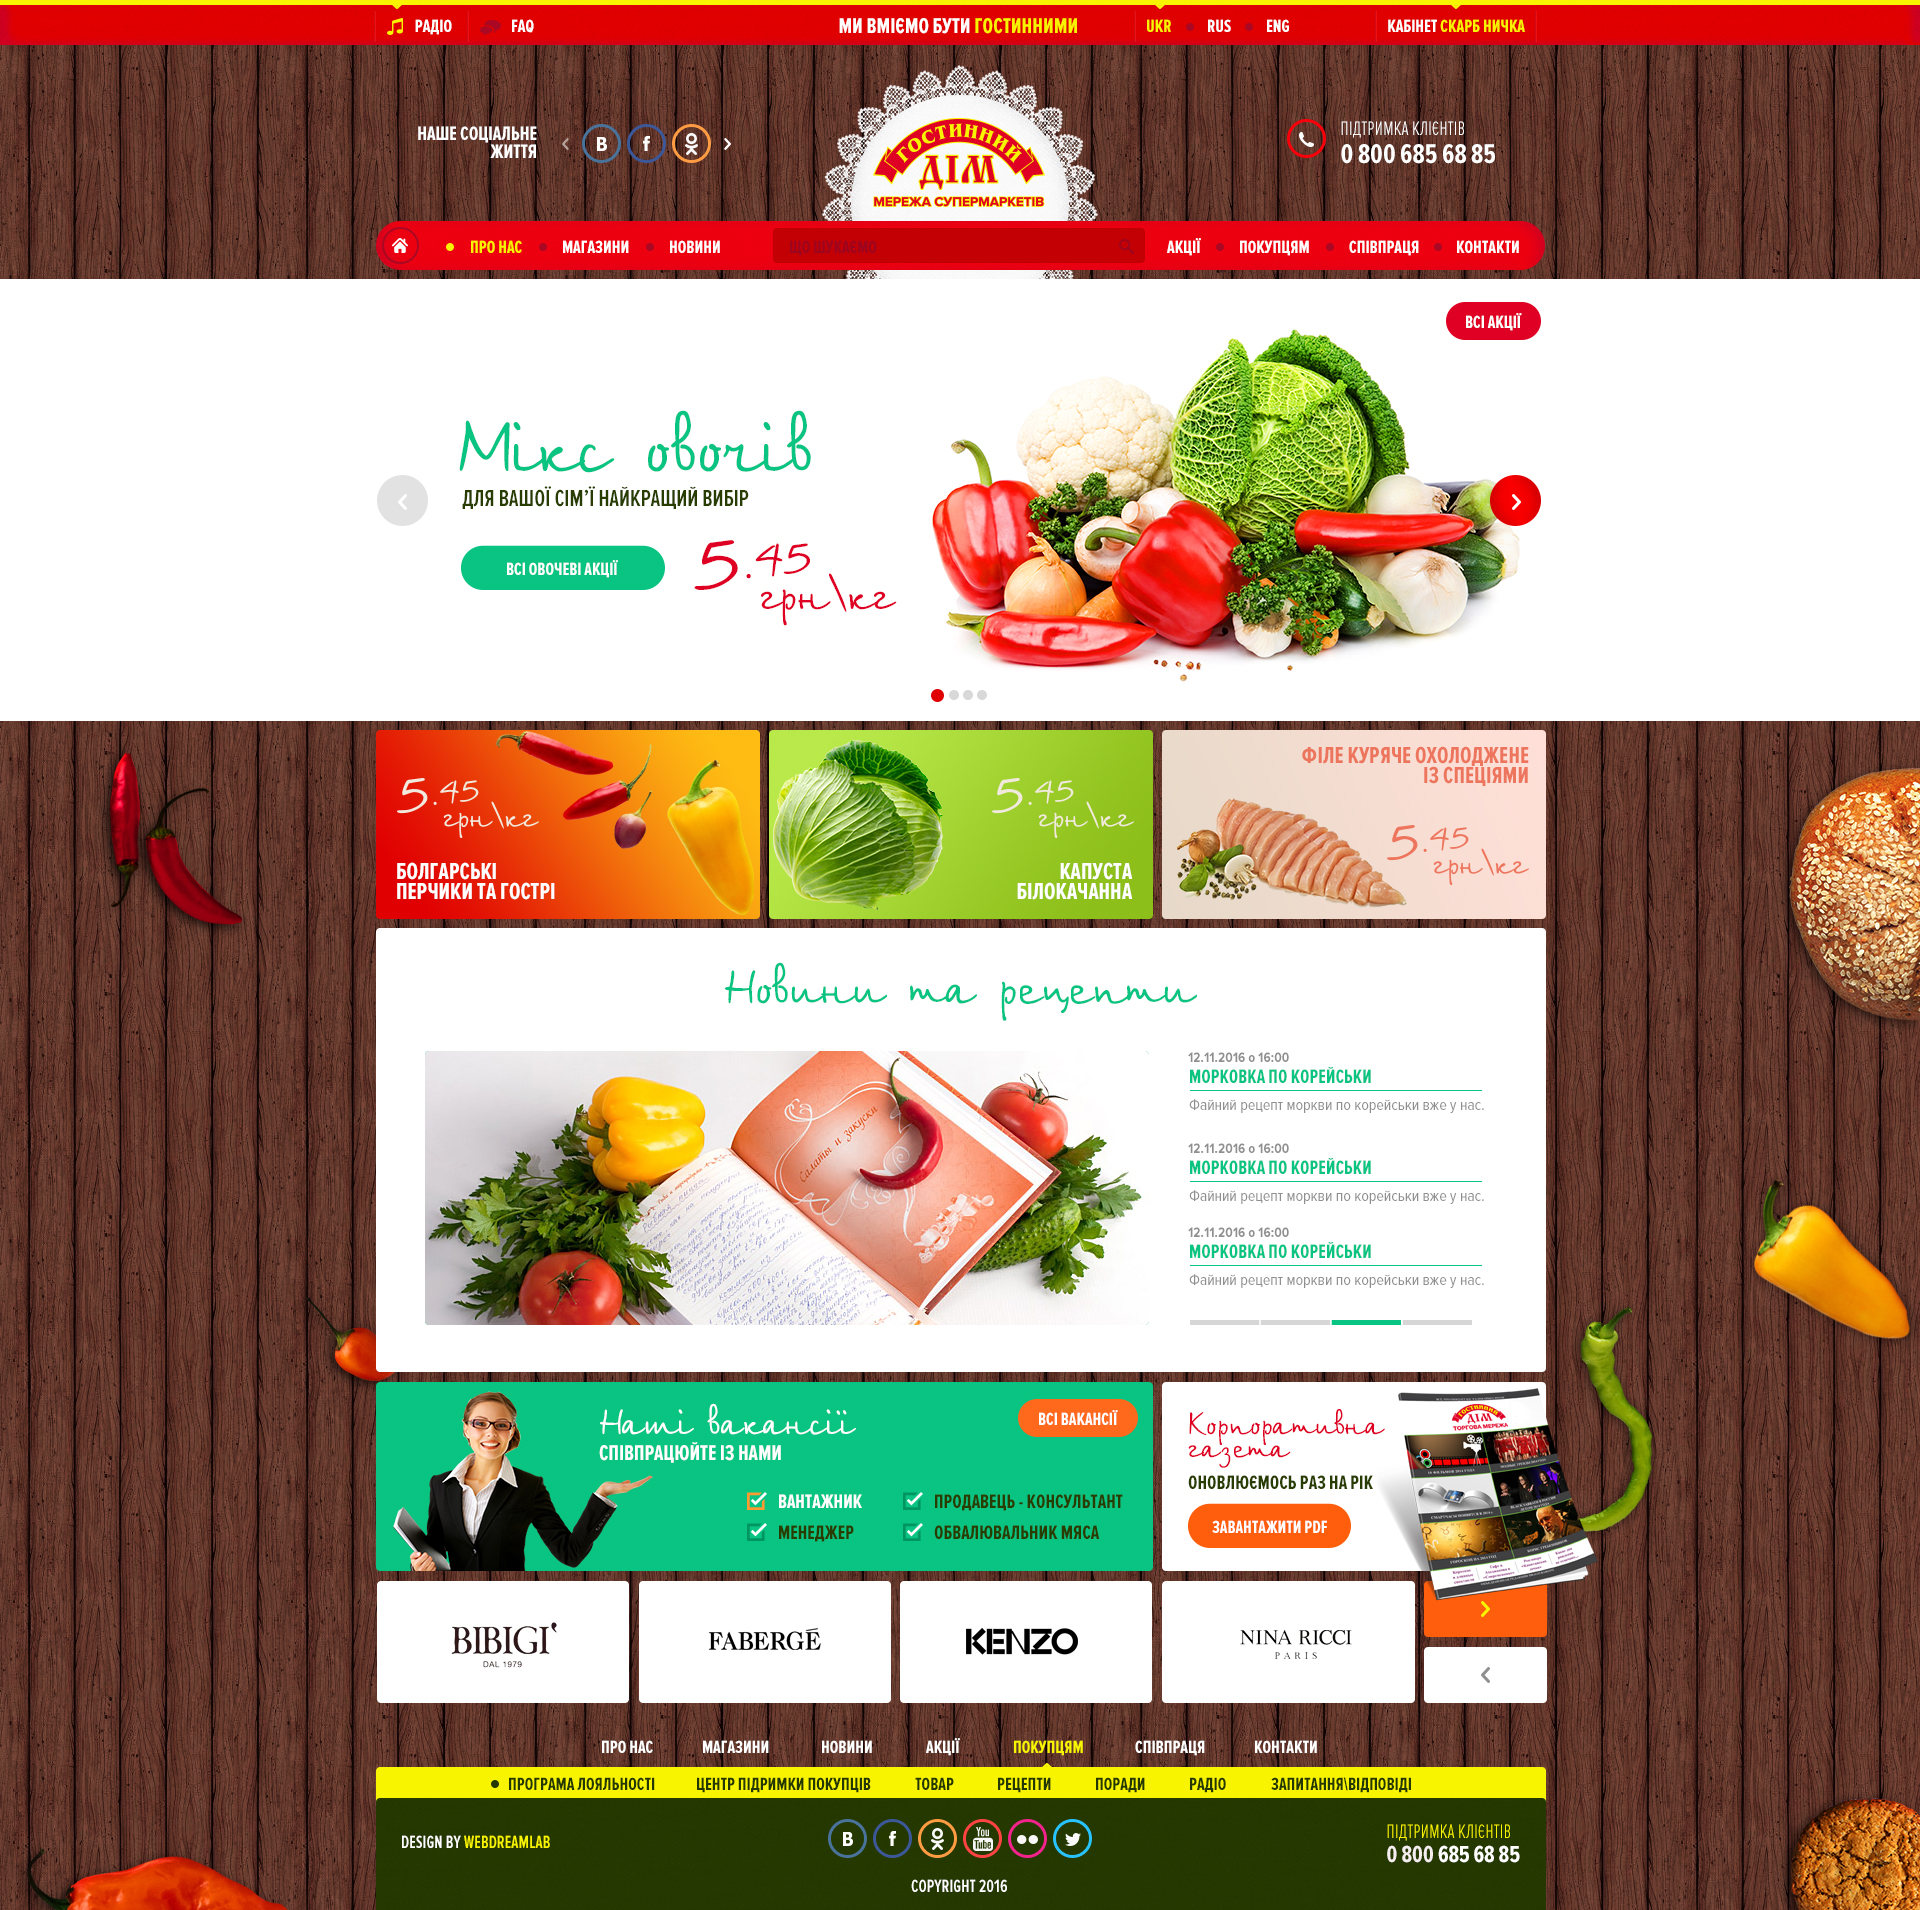 РАДІО
FAQ
МИ ВМІЄМО БУТИ ГОСТИННИМИ
UKR
RUS
ENG
КАБІНЕТ СКАРБ НИЧКА
НАШЕ СОЦІАЛЬНЕ
ЖИТТЯ
ГОСТИННИЙ
ДІМ
МЕРЕЖА СУПЕРМАРКЕТІВ
ПІДТРИМКА КЛІЄНТІВ
0 800 685 68 85
ПРО НАС
МАГАЗИНИ
НОВИНИ
ЩО ШУКАЄМО
АКЦІЇ
ПОКУПЦЯМ
СПІВПРАЦЯ
КОНТАКТИ
ВСІ АКЦІЇ
Мікс овочів
ДЛЯ ВАШОЇ СІМ'Ї НАЙКРАЩИЙ ВИБІР
ВСІ ОВОЧЕВІ АКЦІЇ
5.45
грн\кг
5.45
грн\кг
БОЛГАРСЬКІ
ПЕРЧИКИ ТА ГОСТРІ
5.45
грн\кг
КАПУСТА
БІЛОКАЧАННА
ФІЛЕ КУРЯЧЕ ОХОЛОДЖЕНЕ
ІЗ СПЕЦІЯМИ
5.45
грн\кг
Новини та рецепти
Салаты и закуски
12.11.2016 о 16:00
МОРКОВКА ПО КОРЕЙСЬКИ
Файний рецепт моркви по корейськи вже у нас.
12.11.2016 о 16:00
МОРКОВКА ПО КОРЕЙСЬКИ
Файний рецепт моркви по корейськи вже у нас.
12.11.2016 о 16:00
МОРКОВКА ПО КОРЕЙСЬКИ
Файний рецепт моркви по корейськи вже у нас.
Наші вакансії
СПІВПРАЦЮЙТЕ ІЗ НАМИ
ВСІ ВАКАНСІЇ
ВАНТАЖНИК
ПРОДАВЕЦЬ - КОНСУЛЬТАНТ
МЕНЕДЖЕР
ОБВАЛЮВАЛЬНИК МЯСА
Корпоративна
газета
ОНОВЛЮЄМОСЬ РАЗ НА РІК
ЗАВАНТАЖИТИ PDF
ГОСТИННИЙ
ДІМ
ТОРГОВА МЕРЕЖА
BIBIGI
DAL 1979
FABERGÉ
KENZO
NINA RICCI
PARIS
ПРО НАС
МАГАЗИНИ
НОВИНИ
АКЦІЇ
ПОКУПЦЯМ
СПІВПРАЦЯ
КОНТАКТИ
ПРОГРАМА ЛОЯЛЬНОСТІ
ЦЕНТР ПІДРИМКИ ПОКУПЦІВ
ТОВАР
РЕЦЕПТИ
ПОРАДИ
РАДІО
ЗАПИТАННЯ\ВІДПОВІДІ
DESIGN BY WEBDREAMLAB
You
Tube
ПІДТРИМКА КЛІЄНТІВ
0 800 685 68 85
COPYRIGHT 2016